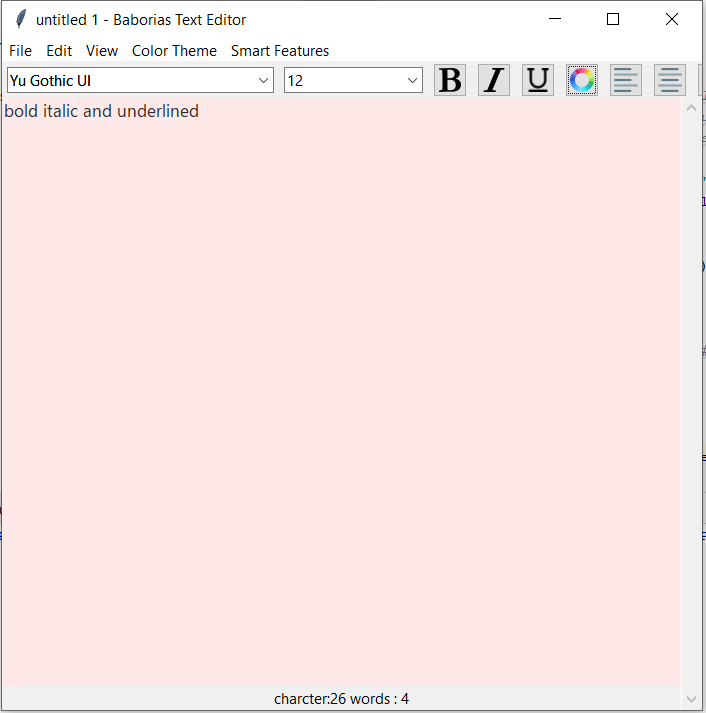 untitled 1 - Baborias Text Editor
File Edit View Color Theme Smart Features
Yu Gothic UI 12 B I U
bold italic and underlined
charcter:26 words : 4